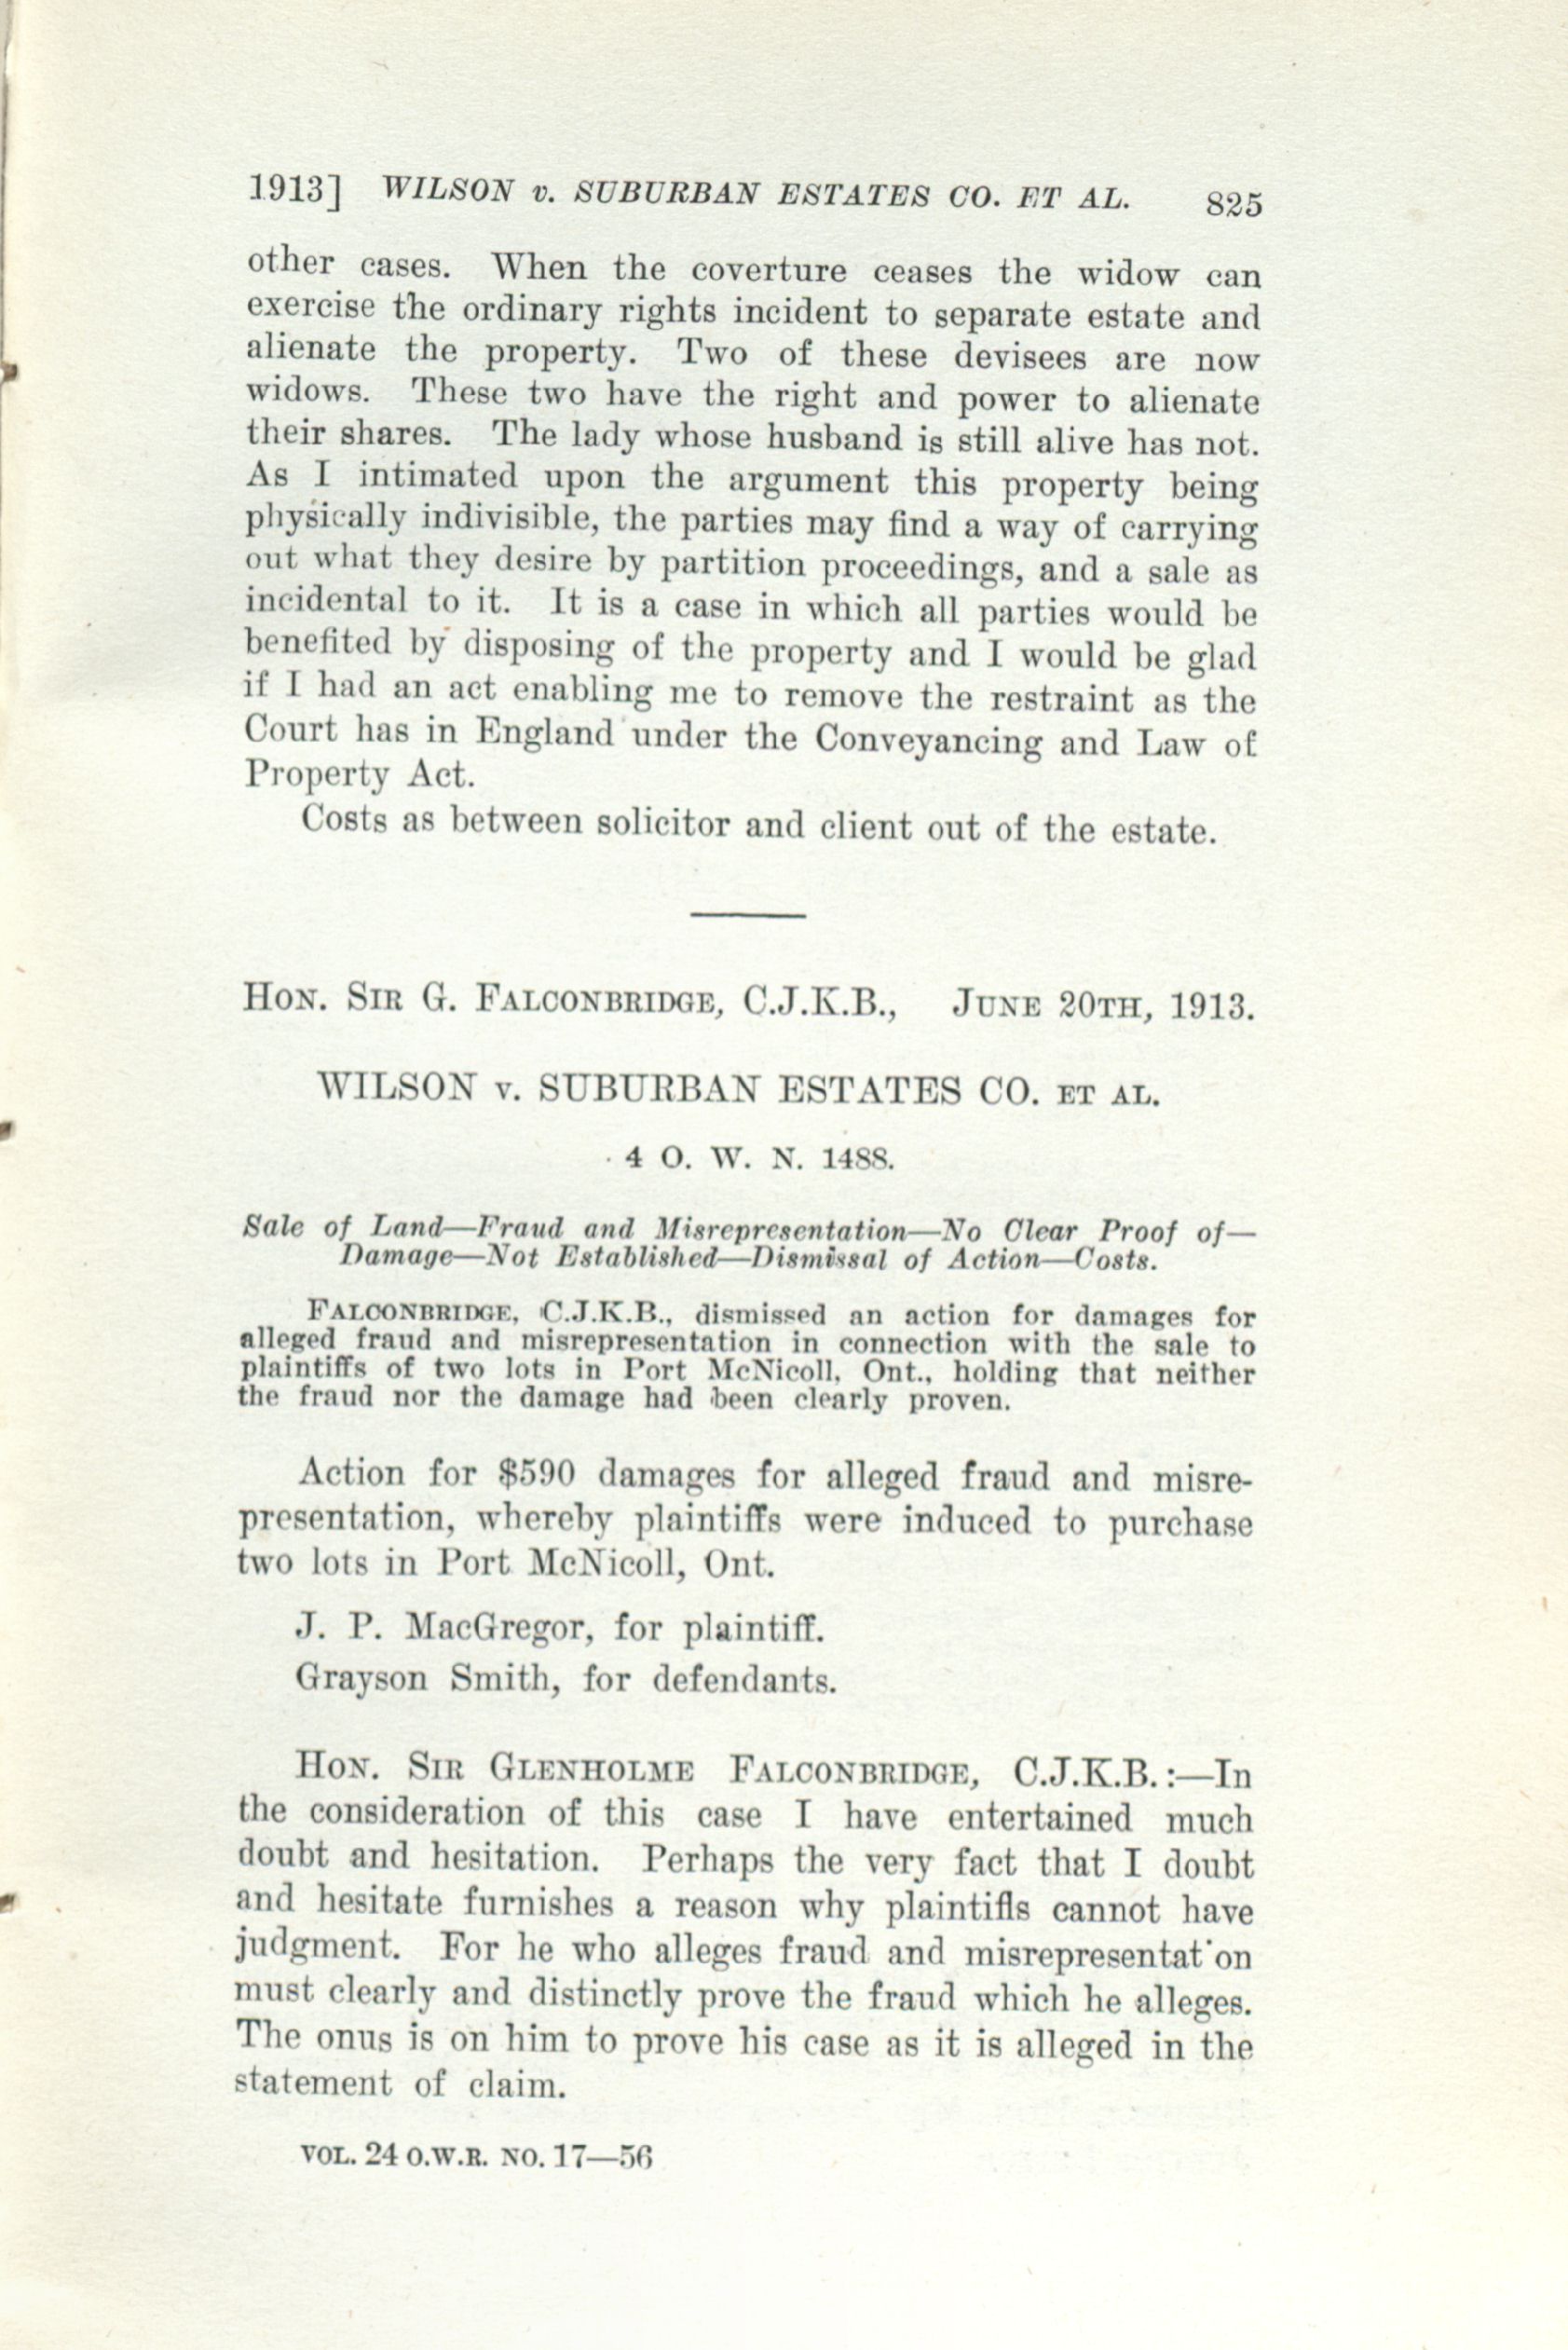 1913] WILSON v. SUBURBAN ESTATES CO. ET AL. 825
other cases. When the coverture ceases the widow can
exercise the ordinary rights incident to separate estate and
alienate the property. Two of these devisees are now
widows. These two have the right and power to alienate
their shares. The lady whose husband is still alive has not.
As I intimated upon the argument this property being
physically indivisible, the parties may find a way of carrying
out what they desire by partition proceedings, and a sale as
incidental to it. It is a case in which all parties would be
benefited by disposing of the property and I would be glad
if I had an act enabling me to remove the restraint as the
Court has in England under the Conveyancing and Law of
Property Act.
Costs as between solicitor and client out of the estate.
HON. SIR G. FALCONBRIDGE, C.J.K.B., JUNE 20TH, 1913.
WILSON v. SUBURBAN ESTATES CO. ET AL.
4 O. W. N. 1488.
Sale of Land—Fraud and Misrepresentation—No Clear Proof of—
Damage—Not Established—Dismissal of Action—Costs.
FALCONBRIDGE, C.J.K.B., dismissed an action for damages for
alleged fraud and misrepresentation in connection with the sale to
plaintiffs of two lots in Port McNicoll, Ont., holding that neither
the fraud nor the damage had been clearly proven.
Action for $590 damages for alleged fraud and misre-
presentation, whereby plaintiffs were induced to purchase
two lots in Port McNicoll, Ont.
J. P. MacGregor, for plaintiff.
Grayson Smith, for defendants.
HON. SIR GLENHOLME FALCONBRIDGE, C.J.K.B.:—In
the consideration of this case I have entertained much
doubt and hesitation. Perhaps the very fact that I doubt
and hesitate furnishes a reason why plaintiffs cannot have
judgment. For he who alleges fraud and misrepresentat on
must clearly and distinctly prove the fraud which he alleges.
The onus is on him to prove his case as it is alleged in the
statement of claim.
VOL. 24 O.W.R. NO. 17—56